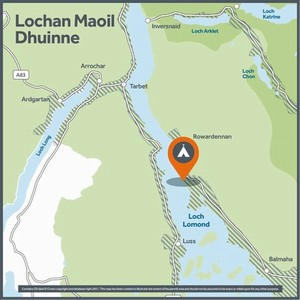 Lochan Maoil
Dhuinne
Inversnaid
Loch
Katrine
Loch Arklet
Arrochar
Loch
Chon
A83
Tarbet
Ardgartan
Rowardennan
Loch Long
Loch
Lomond
Luss
Balmaha